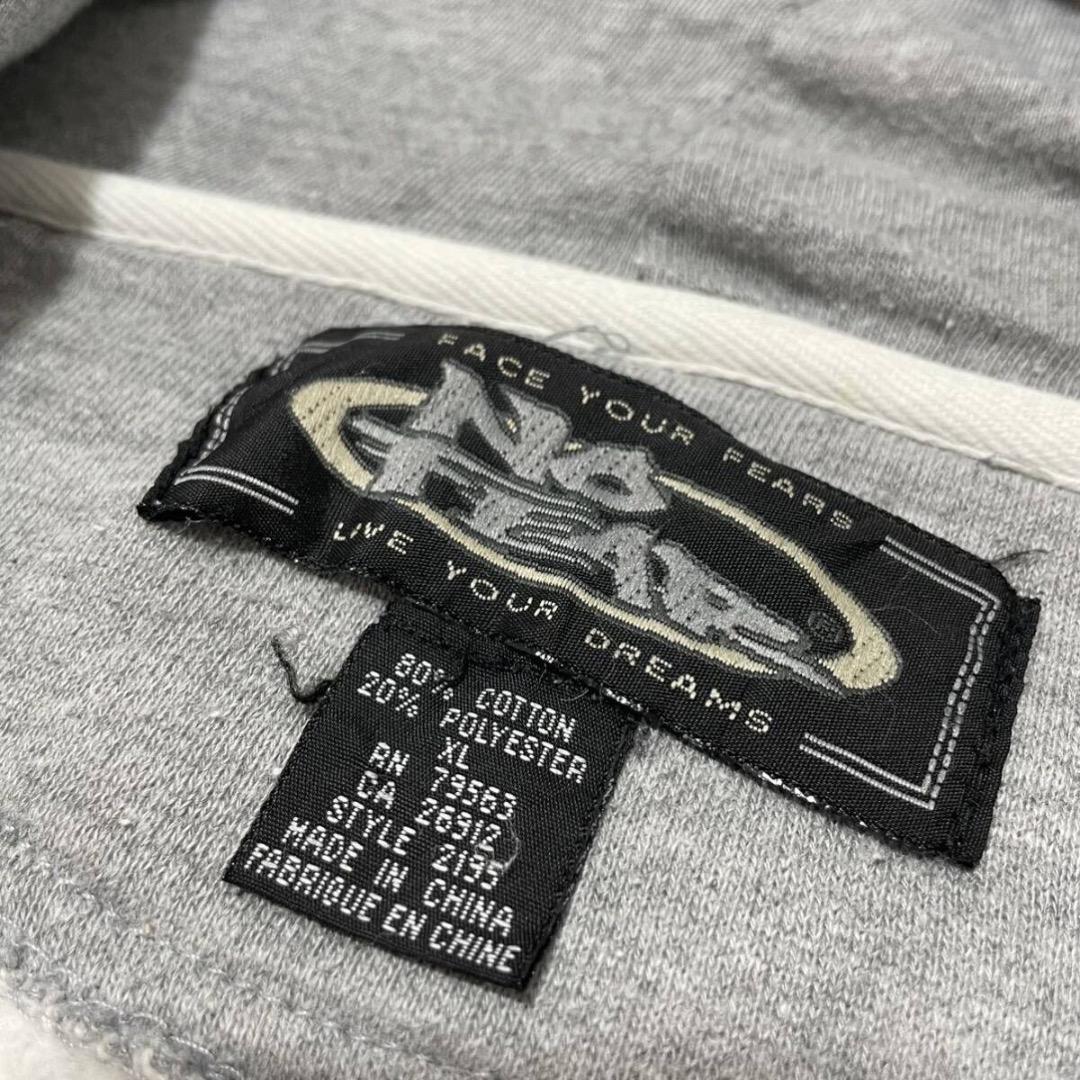 FACE YOUR FEARS
NO
FEAR
®
LIVE YOUR DREAMS
80% COTTON
20% POLYESTER
XL
RN 79563
CA 26912
STYLE 2195
MADE IN CHINA
FABRIQUE EN CHINE